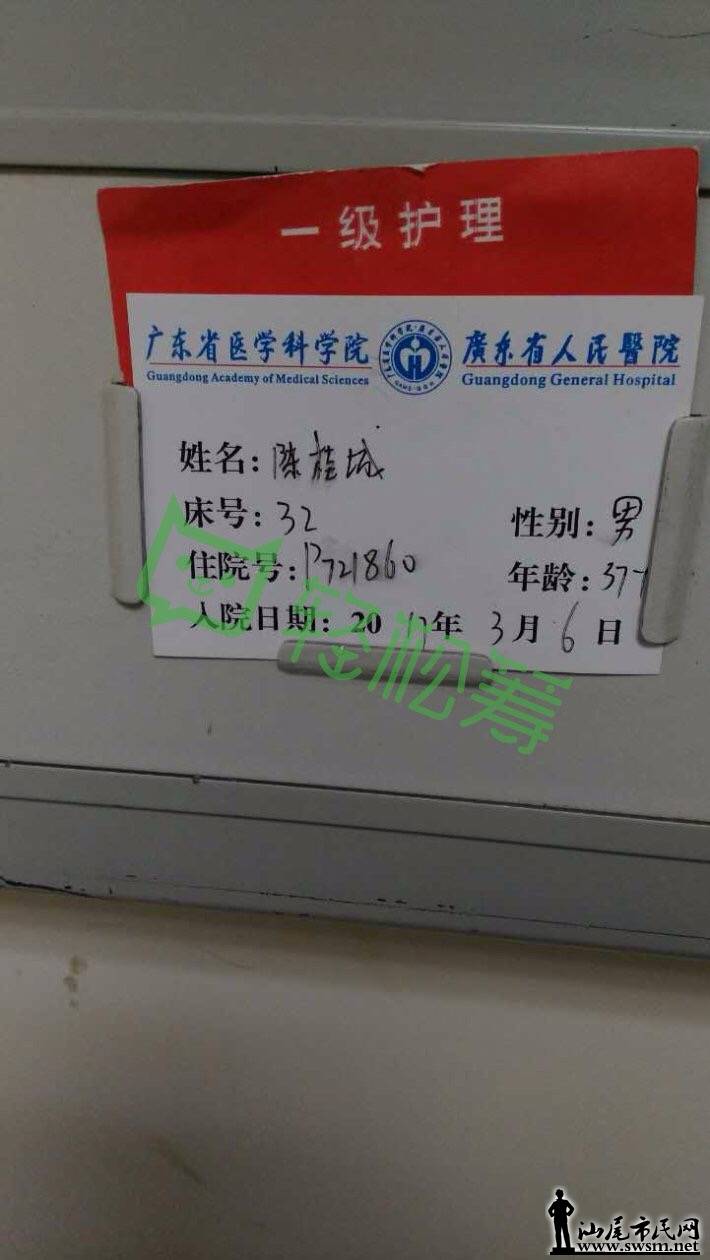 一级护理
广东省医学科学院 廣东省人民醫院
Guangdong Academy of Medical Sciences Guangdong General Hospital
姓名：陈桂城
床号：32 性别：男
住院号：P721860 年龄：37
入院日期：20 年 3月 6日
轻松筹
汕尾市民网
www.swsm.net